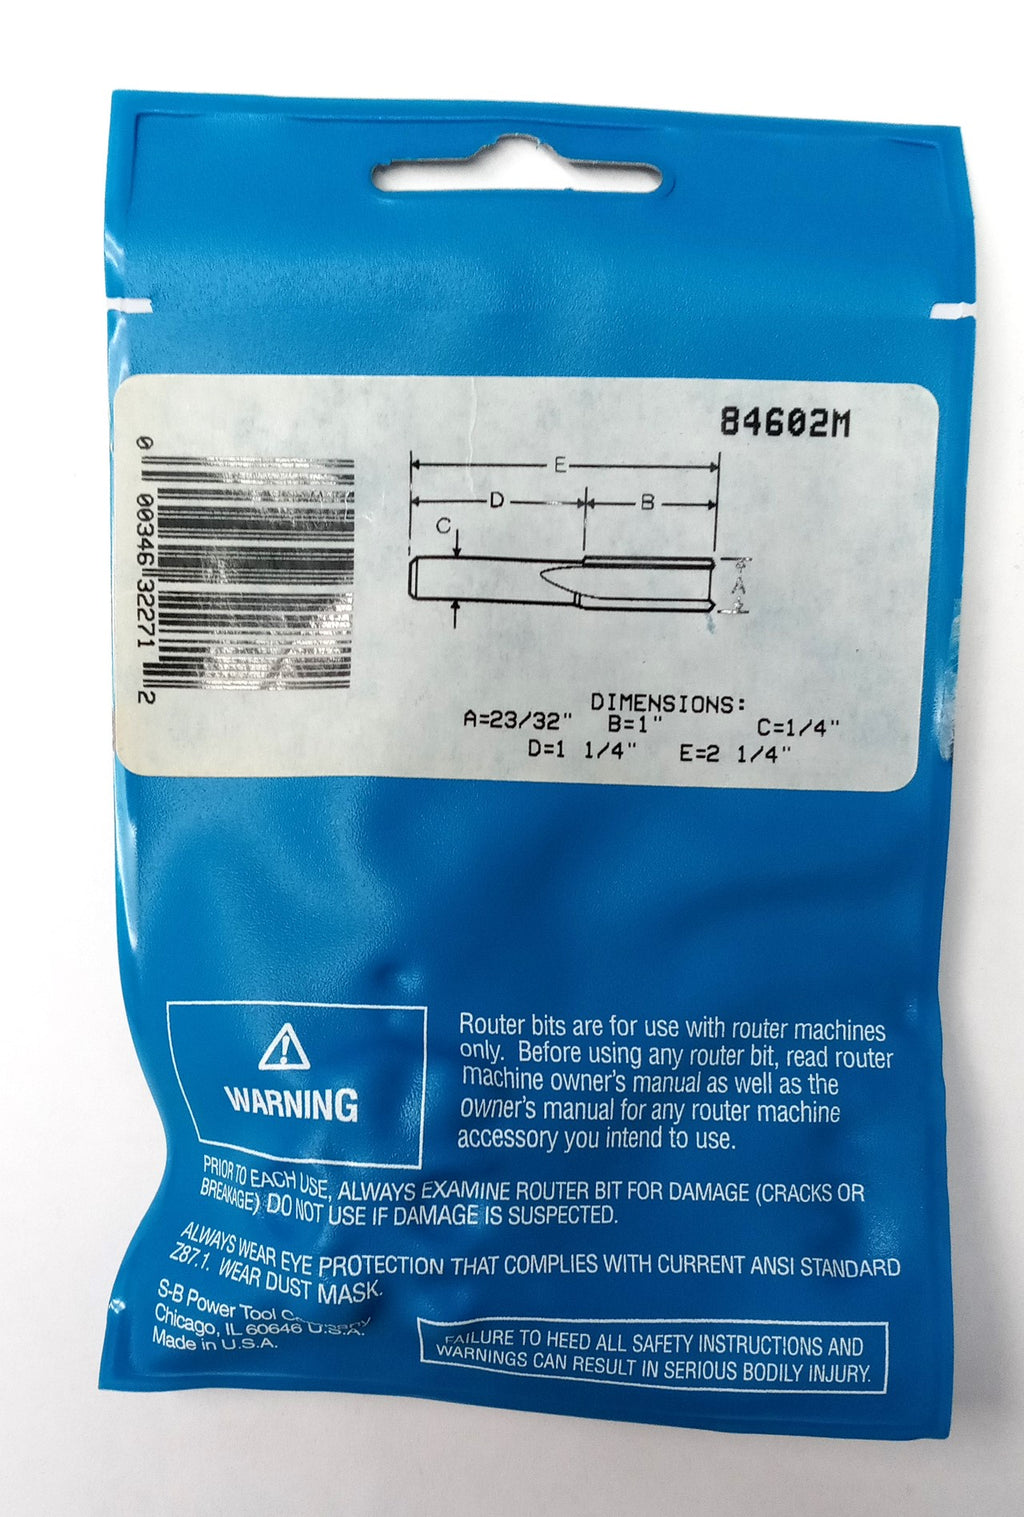 84602M
0 00346 32271 2
E
D B
C
A
DIMENSIONS:
A=23/32" B=1" C=1/4"
D=1 1/4" E=2 1/4"
WARNING
Router bits are for use with router machines
only. Before using any router bit, read router
machine owner's manual as well as the
owner's manual for any router machine
accessory you intend to use.
PRIOR TO EACH USE, ALWAYS EXAMINE ROUTER BIT FOR DAMAGE (CRACKS OR
BREAKAGE) DO NOT USE IF DAMAGE IS SUSPECTED.
ALWAYS WEAR EYE PROTECTION THAT COMPLIES WITH CURRENT ANSI STANDARD
Z87.1. WEAR DUST MASK.
S-B Power Tool Company
Chicago, IL 60646 U.S.A.
Made in U.S.A.
FAILURE TO HEED ALL SAFETY INSTRUCTIONS AND
WARNINGS CAN RESULT IN SERIOUS BODILY INJURY.